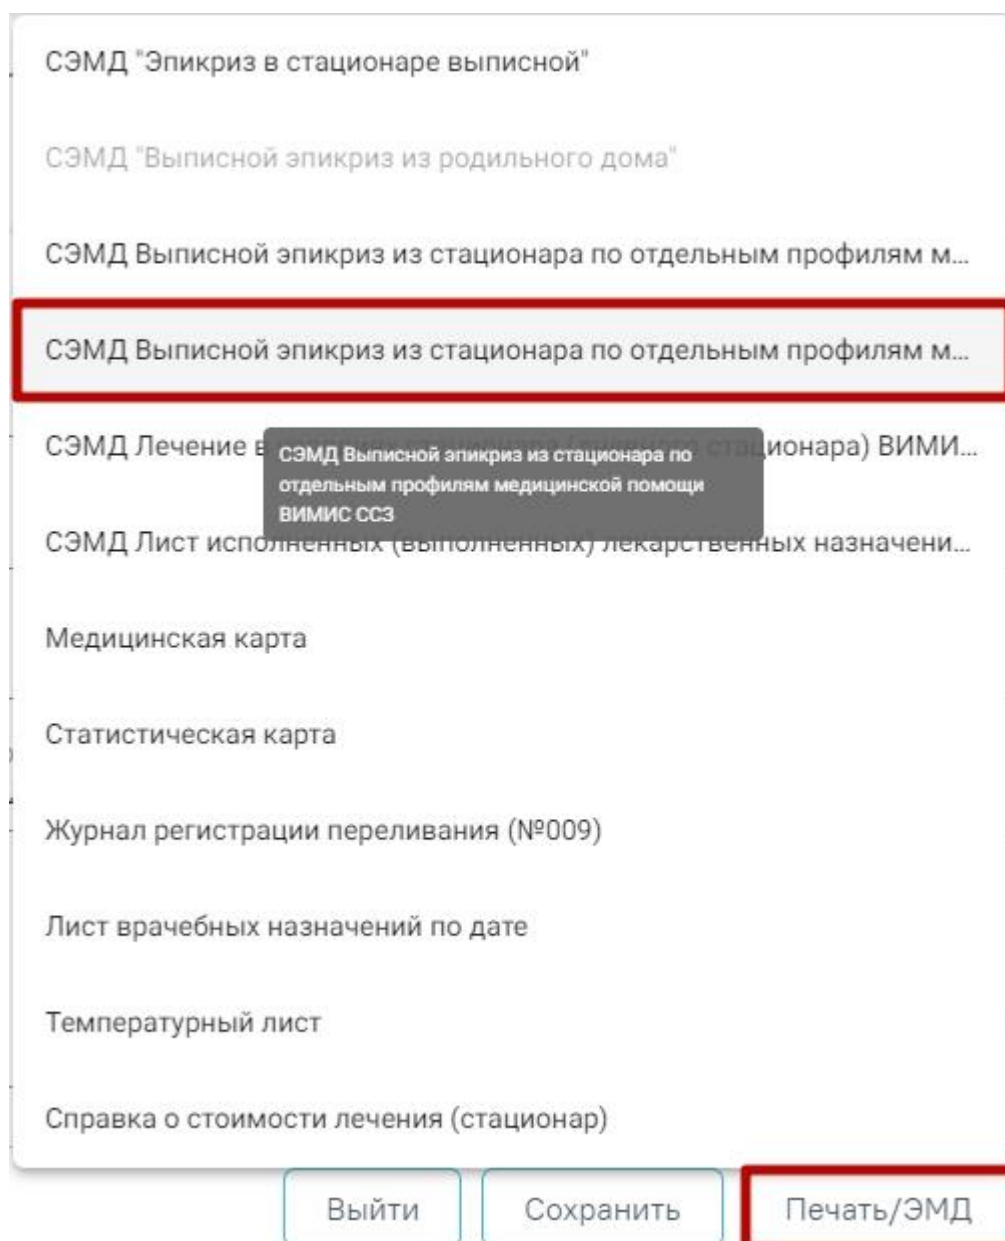 СЭМД "Эпикриз в стационаре выписной"
СЭМД "Выписной эпикриз из родильного дома"
СЭМД Выписной эпикриз из стационара по отдельным профилям м...
СЭМД Выписной эпикриз из стационара по отдельным профилям м...
СЭМД Лечение в ционара) ВИМИ...
СЭМД Выписной эпикриз из стационара по
отдельным профилям медицинской помощи
ВИМИС ССЗ
СЭМД Лист исполненных (выполненных) лекарственных назначени...
Медицинская карта
Статистическая карта
Журнал регистрации переливания (№009)
Лист врачебных назначений по дате
Температурный лист
Справка о стоимости лечения (стационар)
Выйти Сохранить Печать/ЭМД